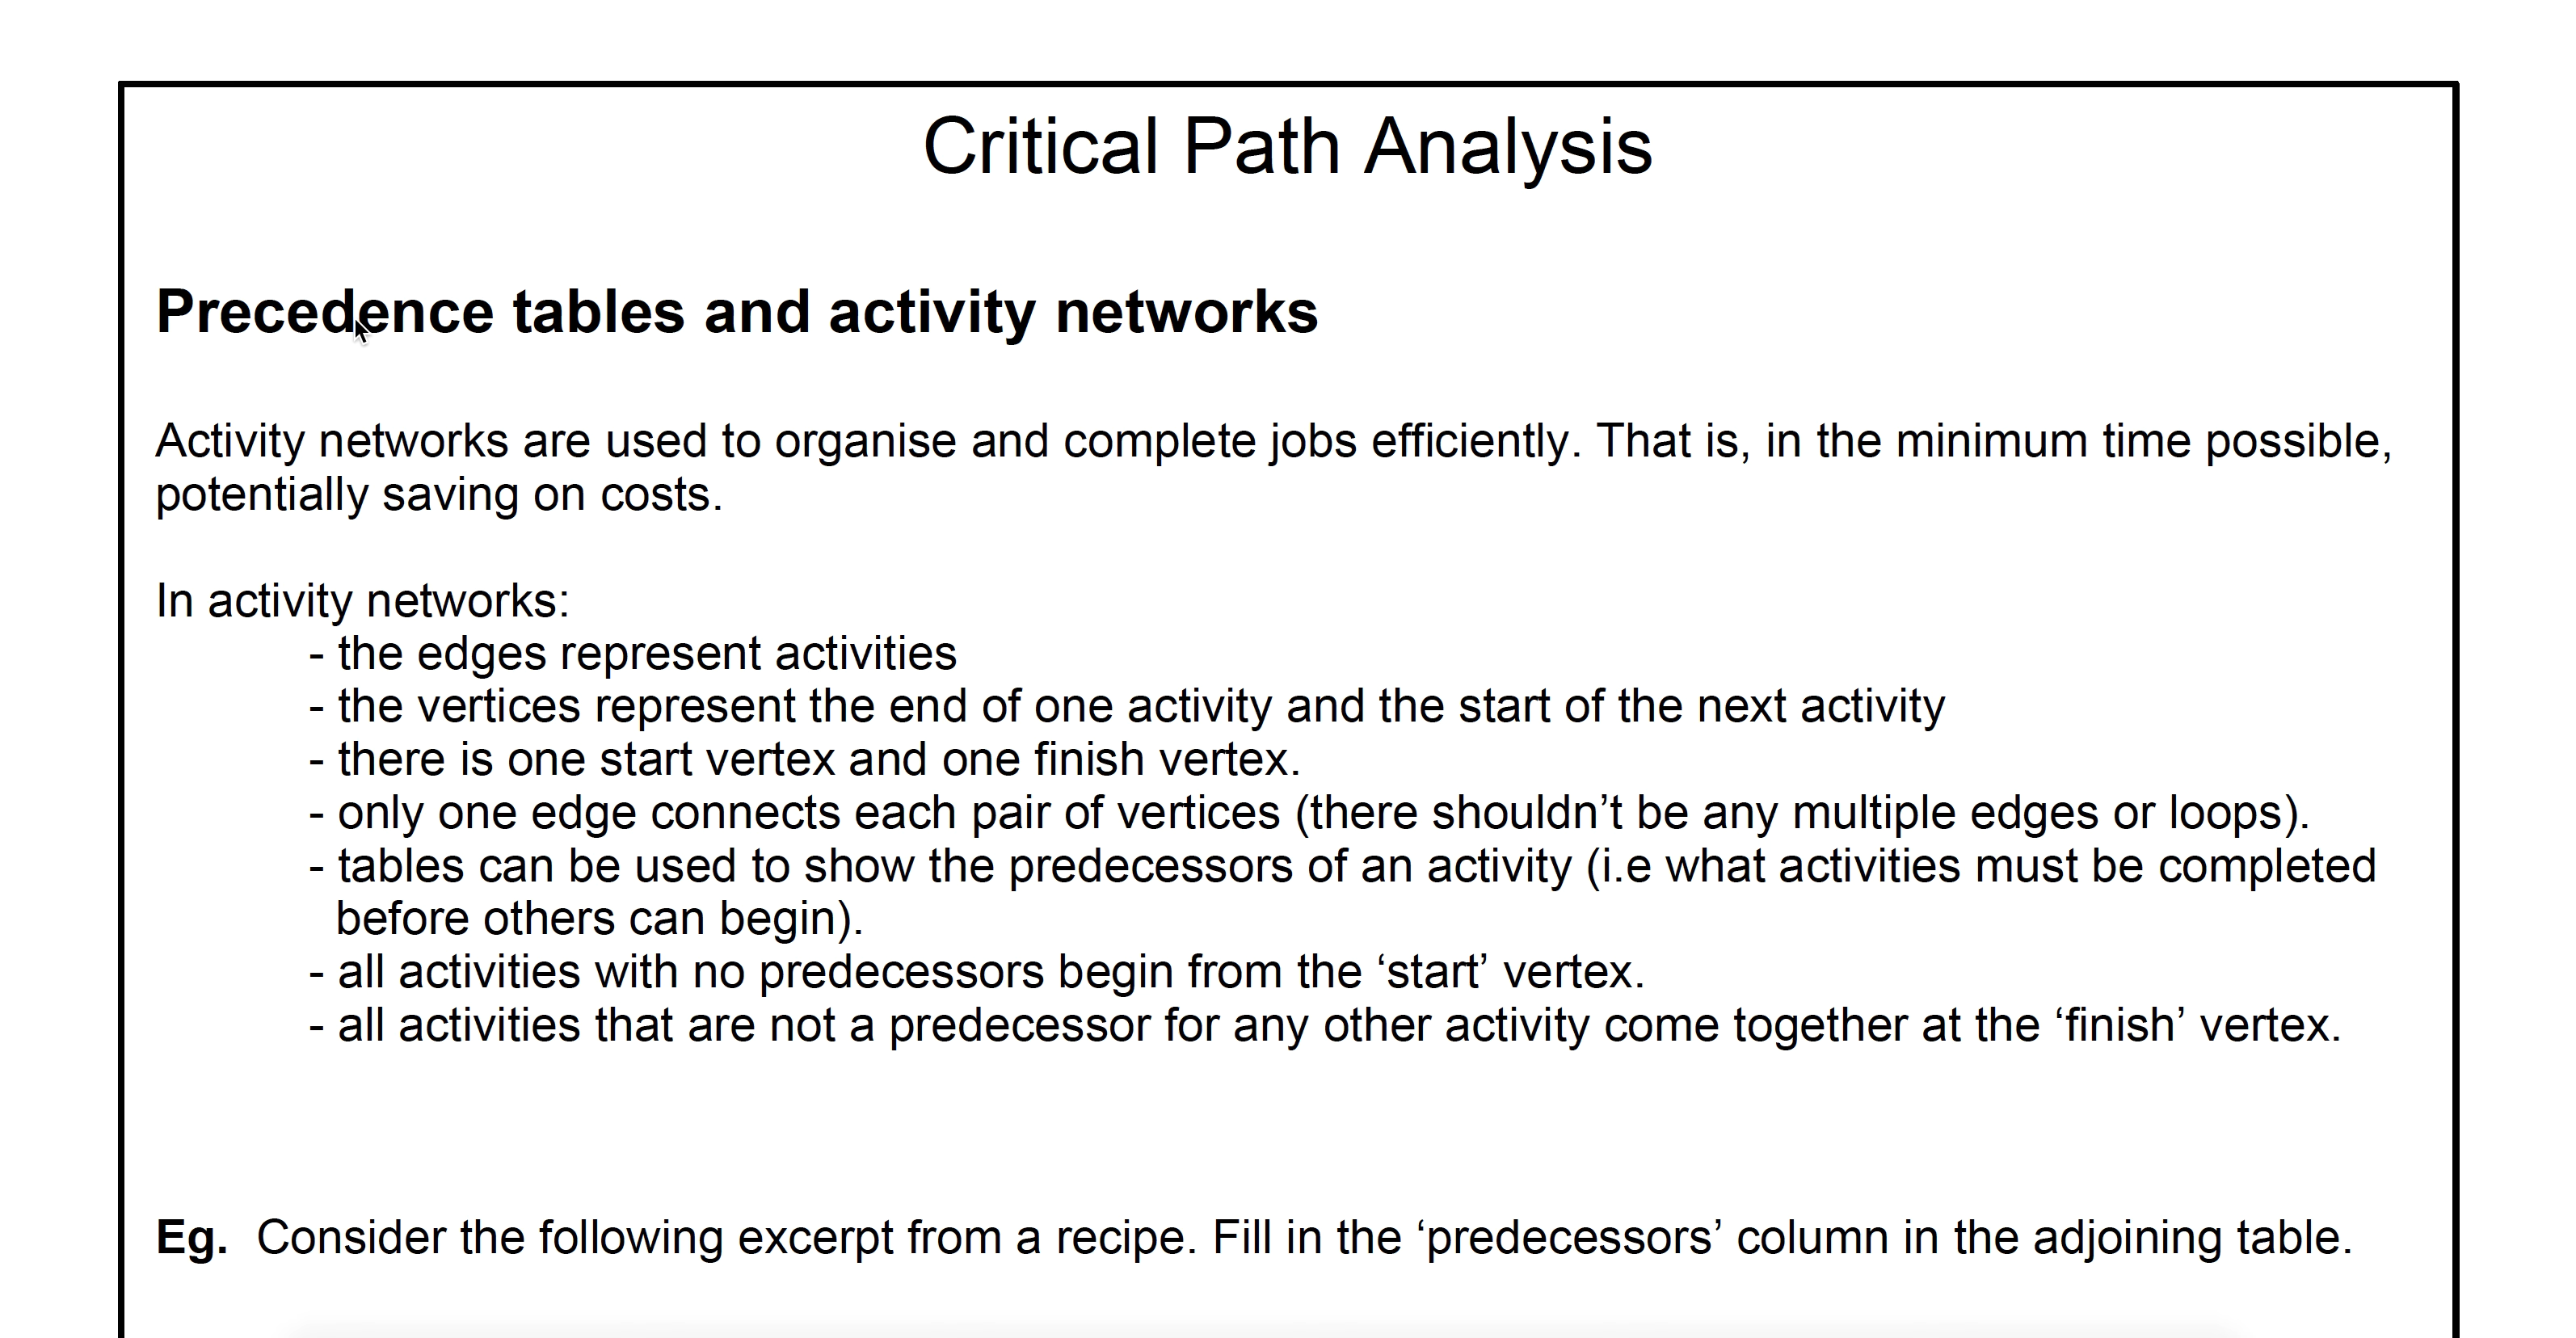 Critical Path Analysis
Precedence tables and activity networks
Activity networks are used to organise and complete jobs efficiently. That is, in the minimum time possible,
potentially saving on costs.
In activity networks:
- the edges represent activities
- the vertices represent the end of one activity and the start of the next activity
- there is one start vertex and one finish vertex.
- only one edge connects each pair of vertices (there shouldn’t be any multiple edges or loops).
- tables can be used to show the predecessors of an activity (i.e what activities must be completed
before others can begin).
- all activities with no predecessors begin from the ‘start’ vertex.
- all activities that are not a predecessor for any other activity come together at the ‘finish’ vertex.
Eg. Consider the following excerpt from a recipe. Fill in the ‘predecessors’ column in the adjoining table.